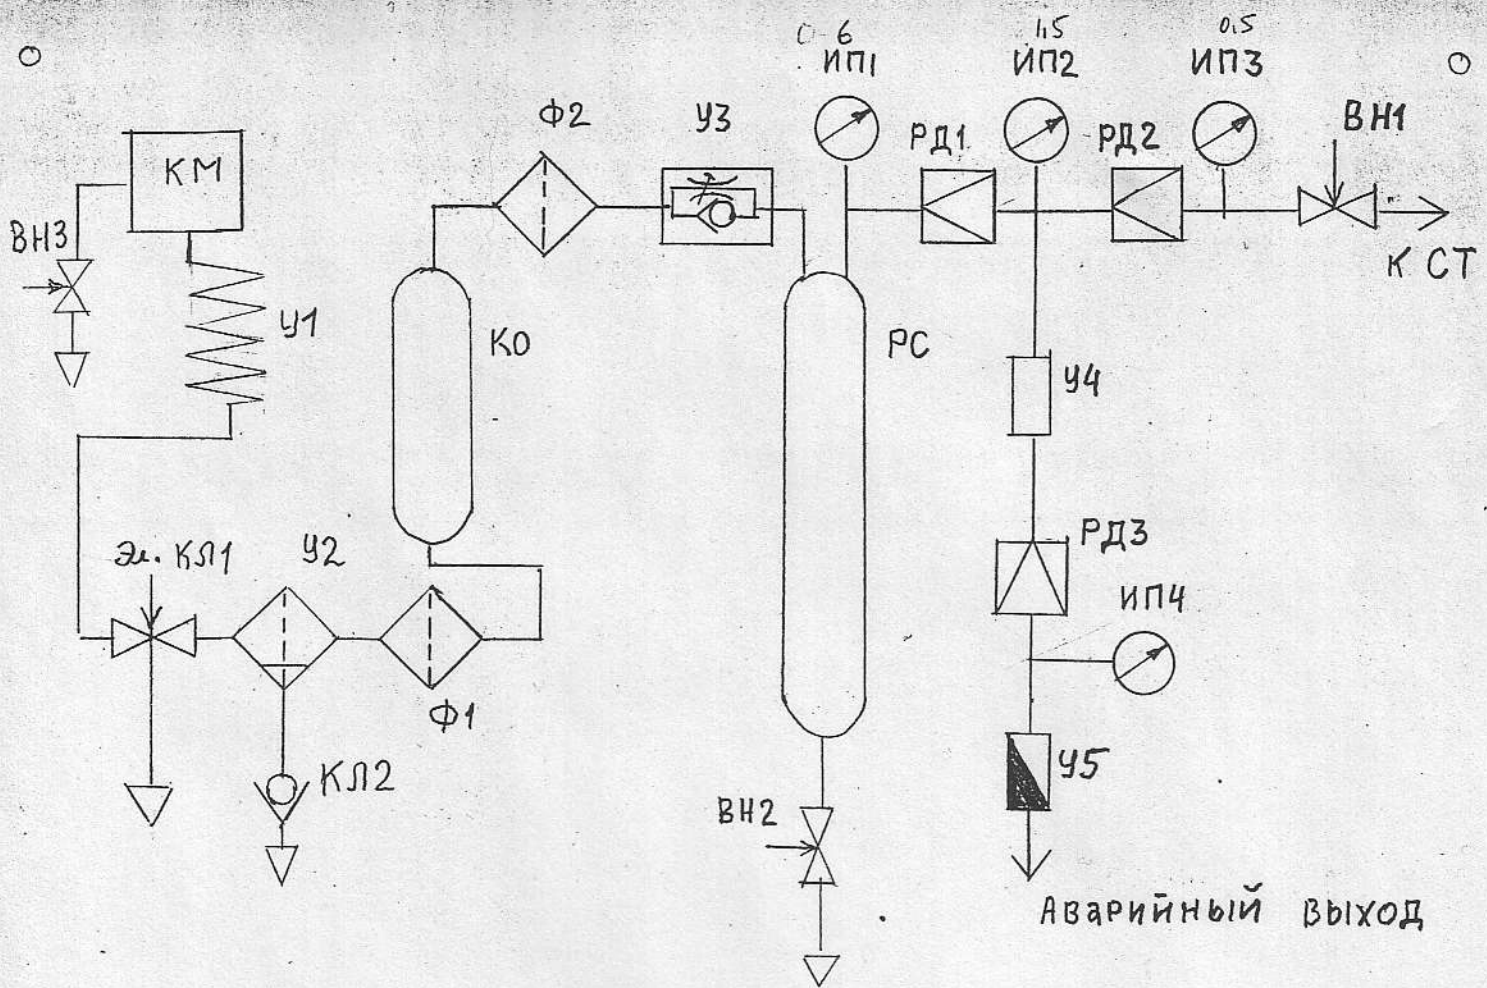 0-6
1,5
0,5
ИП1
ИП2
ИП3
Ф2
У3
РД1
РД2
ВН1
КМ
ВН3
У1
К СТ
КО
РС
У4
Эл. КЛ1
У2
РД3
ИП4
Ф1
КЛ2
У5
ВН2
Аварийный выход